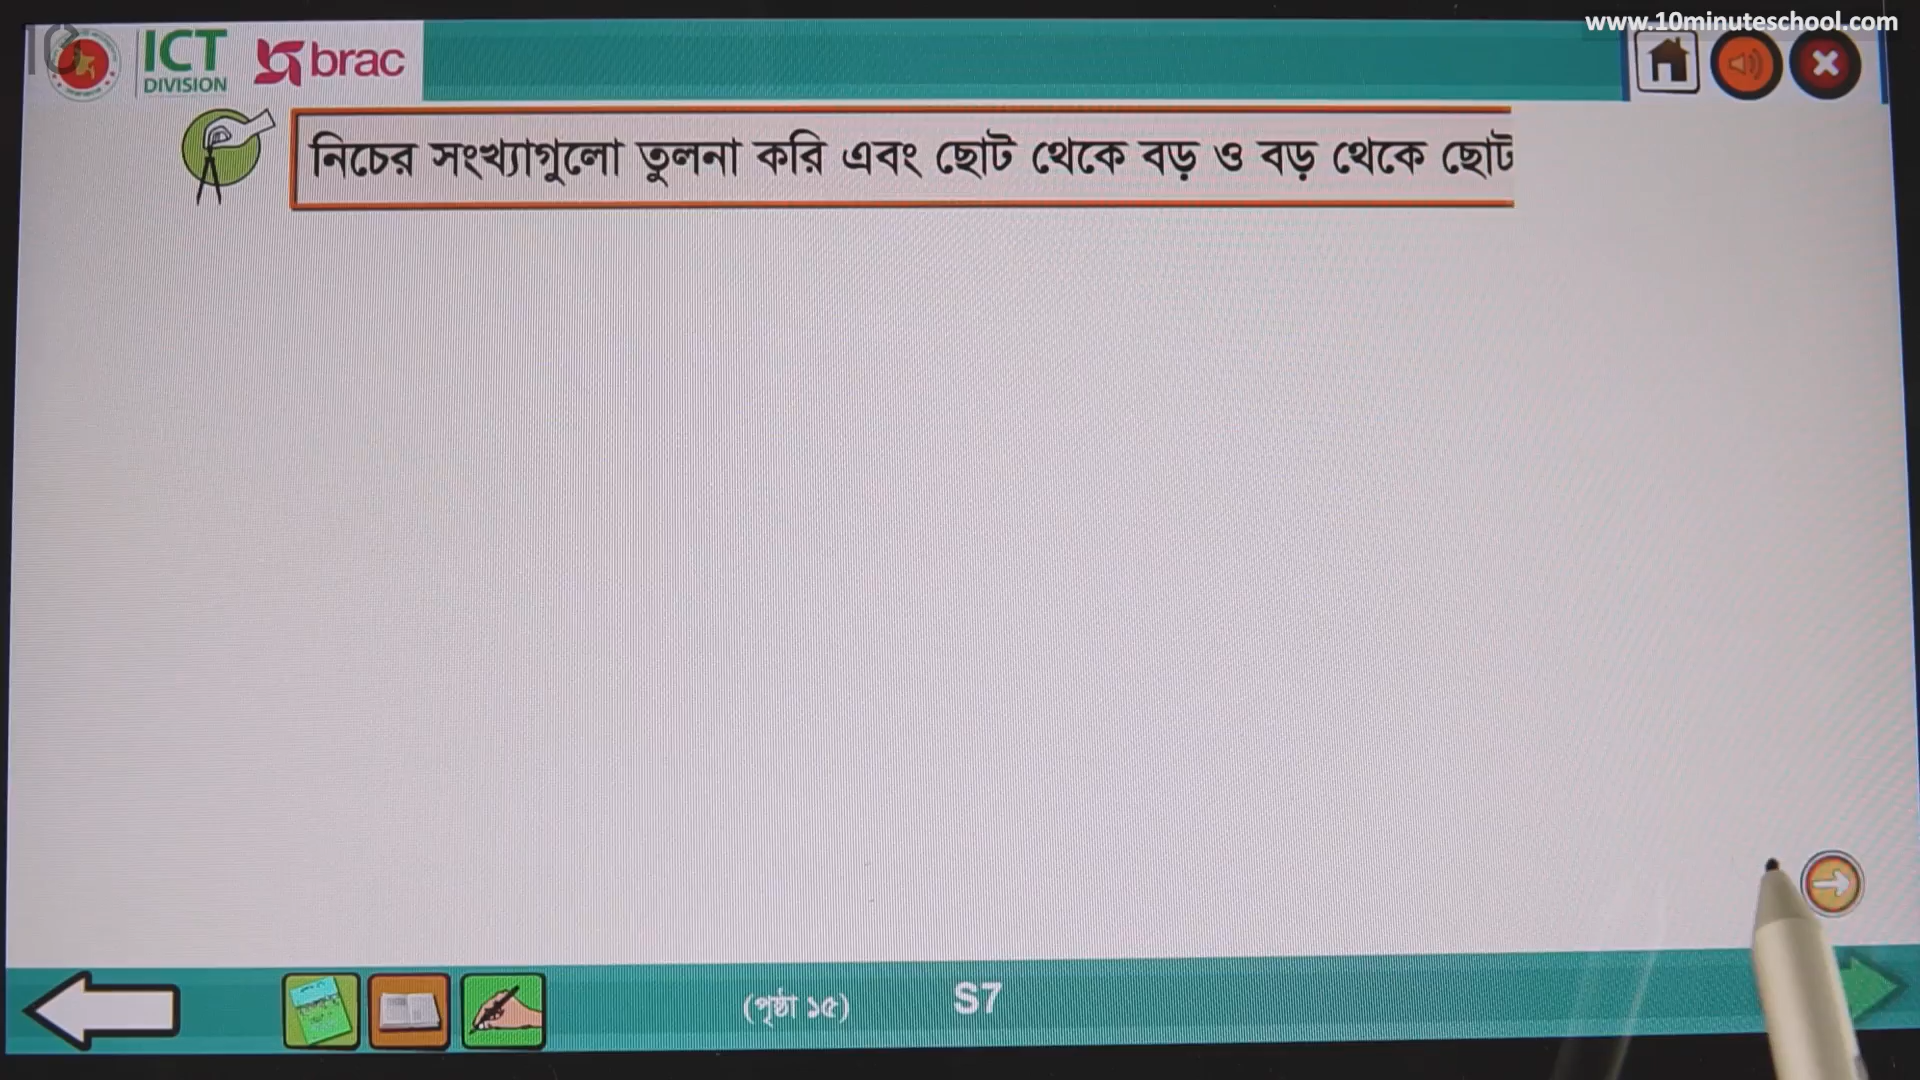 www.10minuteschool.com
ICT
DIVISION
brac
নিচের সংখ্যাগুলো তুলনা করি এবং ছোট থেকে বড় ও বড় থেকে ছোট
(পৃষ্ঠা ১৫)
S7